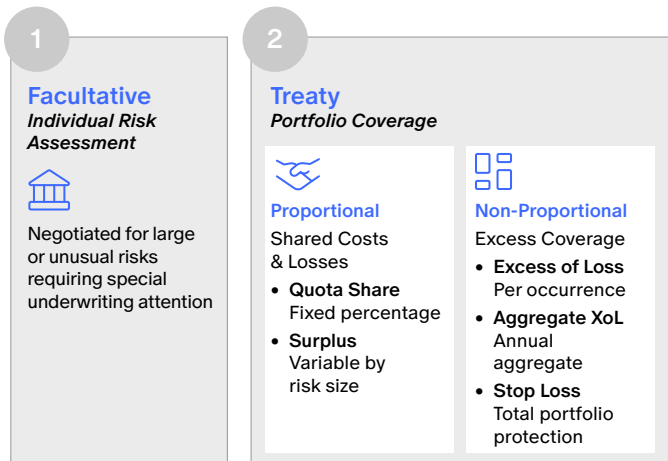 1
Facultative
Individual Risk
Assessment
Negotiated for large
or unusual risks
requiring special
underwriting attention
2
Treaty
Portfolio Coverage
Proportional
Shared Costs
& Losses
• Quota Share
Fixed percentage
• Surplus
Variable by
risk size
Non-Proportional
Excess Coverage
• Excess of Loss
Per occurrence
• Aggregate XoL
Annual
aggregate
• Stop Loss
Total portfolio
protection